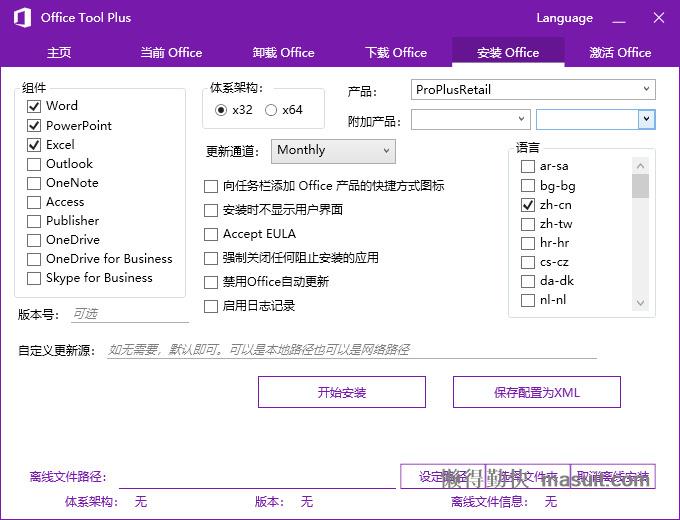 Office Tool Plus
Language
主页 当前 Office 卸载 Office 下载 Office 安装 Office 激活 Office
组件
Word
PowerPoint
Excel
Outlook
OneNote
Access
Publisher
OneDrive
OneDrive for Business
Skype for Business
版本号： 可选
体系架构：
x32 x64
更新通道： Monthly
向任务栏添加 Office 产品的快捷方式图标
安装时不显示用户界面
Accept EULA
强制关闭任何阻止安装的应用
禁用Office自动更新
启用日志记录
产品： ProPlusRetail
附加产品：
语言
ar-sa
bg-bg
zh-cn
zh-tw
hr-hr
cs-cz
da-dk
nl-nl
自定义更新源： 如无需要，默认即可。可以是本地路径也可以是网络路径
开始安装 保存配置为XML
离线文件路径： 设定路径 选择文件夹 取消离线安装
懒得勤快 masuit.com
体系架构： 无 版本： 无 离线文件信息： 无